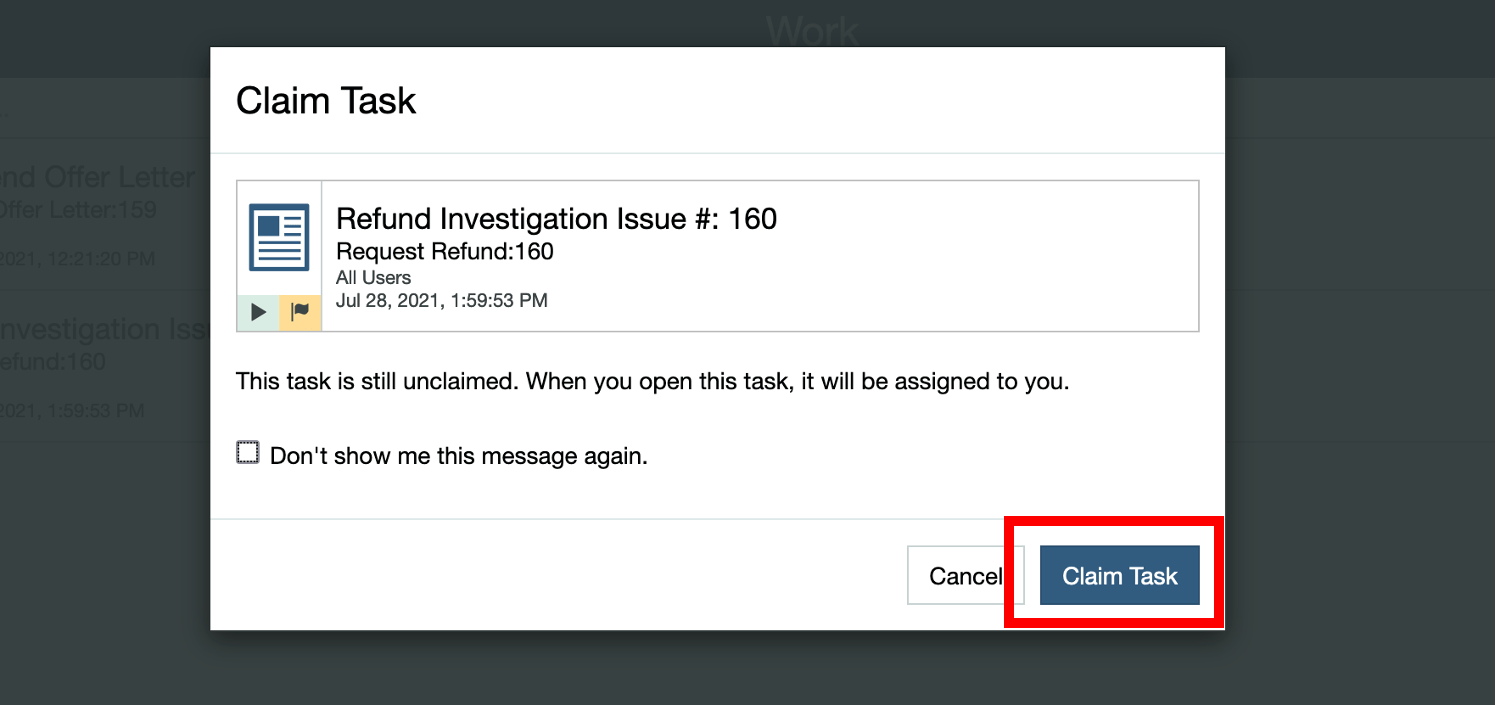 Work
Claim Task
end Offer Letter
Offer Letter:159
2021, 12:21:20 PM
Refund Investigation Issue #: 160
Request Refund:160
All Users
Jul 28, 2021, 1:59:53 PM
nvestigation Issu
efund:160
2021, 1:59:53 PM
This task is still unclaimed. When you open this task, it will be assigned to you.
Don't show me this message again.
Cancel
Claim Task